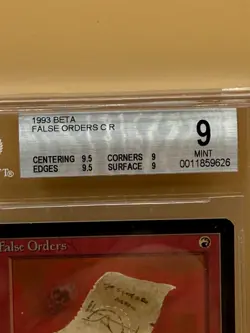 1993 BETA
FALSE ORDERS C R
CENTERING 9.5 CORNERS 9
EDGES 9.5 SURFACE 9
9
MINT
0011859626
T®
False Orders